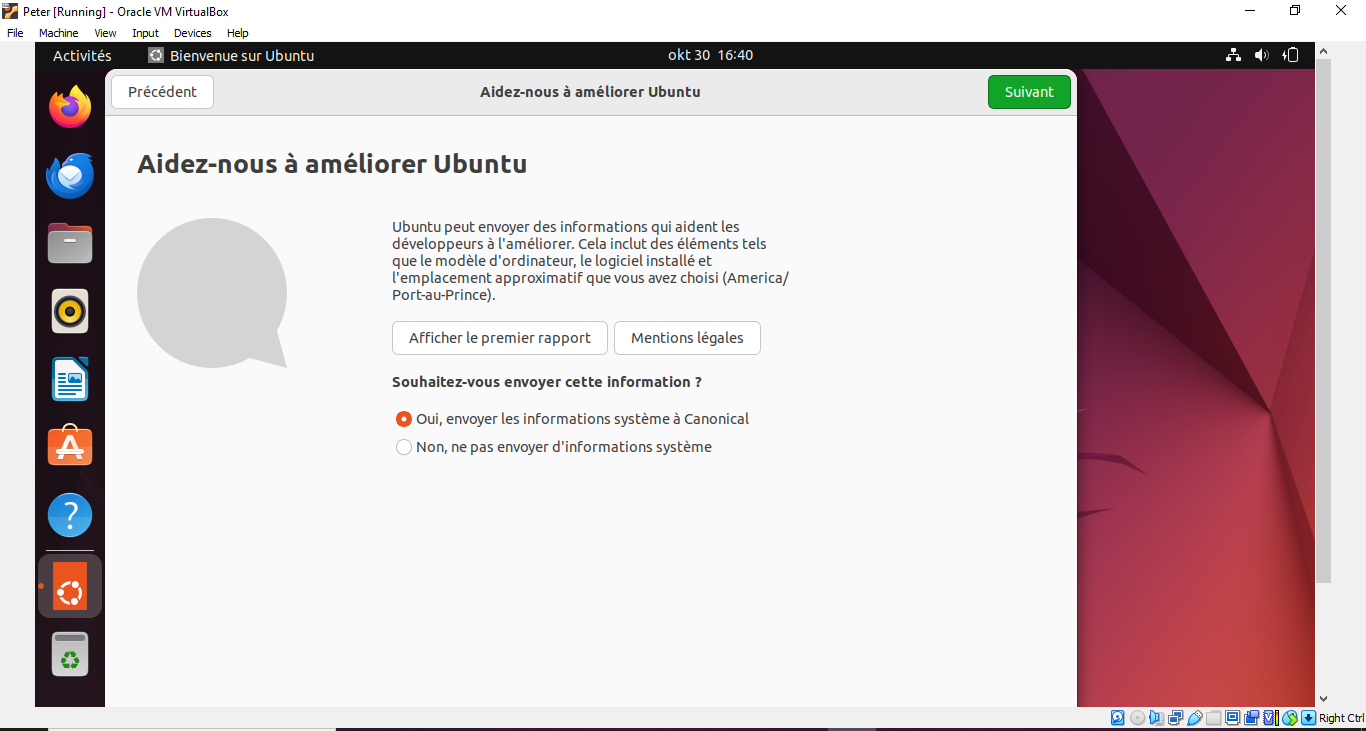 Peter [Running] - Oracle VM VirtualBox
File Machine View Input Devices Help
Activités Bienvenue sur Ubuntu okt 30 16:40
Précédent Aidez-nous à améliorer Ubuntu Suivant
Aidez-nous à améliorer Ubuntu
Ubuntu peut envoyer des informations qui aident les
développeurs à l'améliorer. Cela inclut des éléments tels
que le modèle d'ordinateur, le logiciel installé et
l'emplacement approximatif que vous avez choisi (America/
Port-au-Prince).
Afficher le premier rapport Mentions légales
Souhaitez-vous envoyer cette information ?
Oui, envoyer les informations système à Canonical
Non, ne pas envoyer d'informations système
Right Ctrl